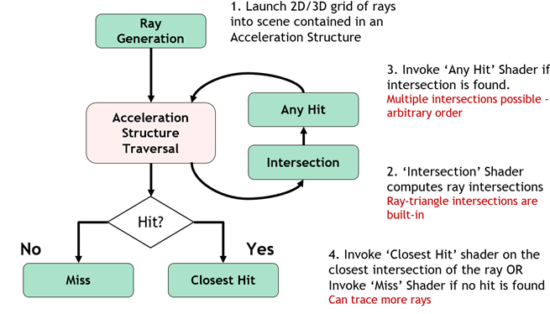 1. Launch 2D/3D grid of rays
into scene contained in an
Acceleration Structure
Ray
Generation
3. Invoke ‘Any Hit’ Shader if
intersection is found.
Multiple intersections possible -
arbitrary order
Any Hit
Acceleration
Structure
Traversal
Intersection
2. ‘Intersection’ Shader
computes ray intersections
Ray-triangle intersections are
built-in
Hit?
No
Yes
Miss
Closest Hit
4. Invoke ‘Closest Hit’ shader on the
closest intersection of the ray OR
Invoke ‘Miss’ Shader if no hit is found
Can trace more rays